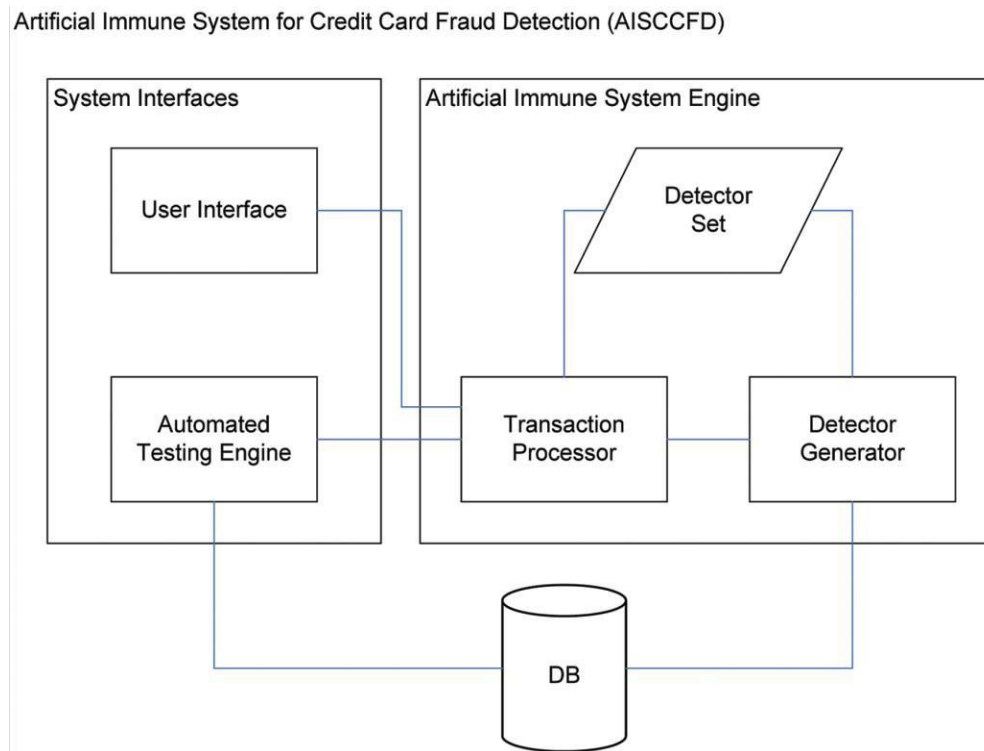 Artificial Immune System for Credit Card Fraud Detection (AISCCFD)
System Interfaces
User Interface
Automated
Testing Engine
Artificial Immune System Engine
Detector
Set
Transaction
Processor
Detector
Generator
DB